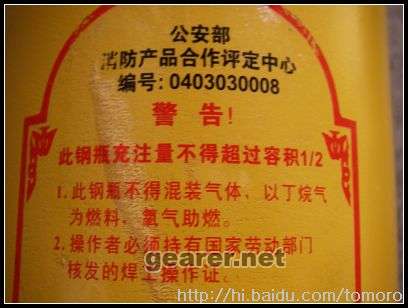 公安部
消防产品合作评定中心
编号: 0403030008
警告!
此钢瓶充注量不得超过容积1/2
1. 此钢瓶不得混装气体，以丁烷气
为燃料，氧气助燃。
2. 操作者必须持有国家劳动部门
核发的焊工操作证。
gearer.net
http://hi.baidu.com/tomoro